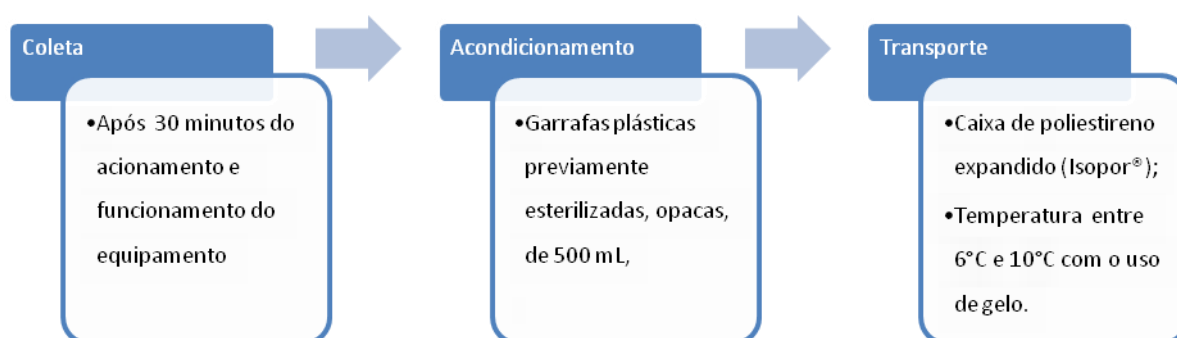 Coleta
•Após 30 minutos do
acionamento e
funcionamento do
equipamento
Acondicionamento
•Garrafas plásticas
previamente
esterilizadas, opacas,
de 500 mL,
Transporte
•Caixa de poliestireno
expandido (Isopor®);
•Temperatura entre
6°C e 10°C com o uso
de gelo.